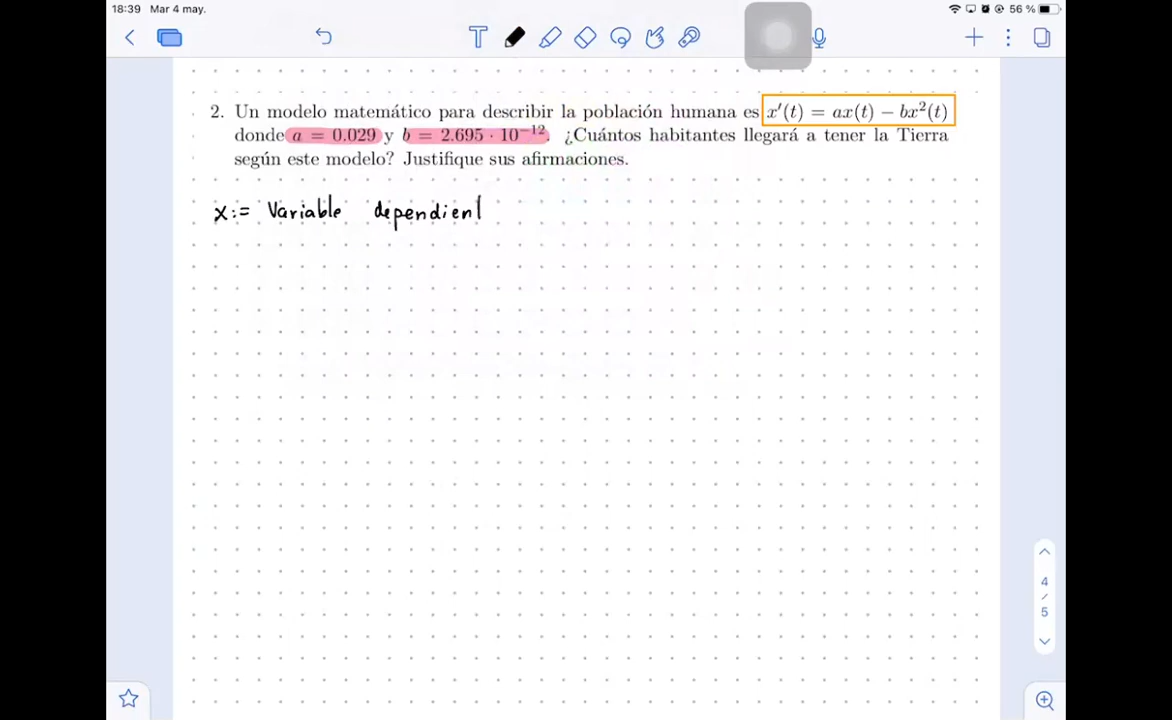 18:39 Mar 4 may.
56 %
2. Un modelo matemático para describir la población humana es x′(t) = ax(t) − bx²(t)
donde a = 0.029 y b = 2.695 · 10⁻¹². ¿Cuántos habitantes llegará a tener la Tierra
según este modelo? Justifique sus afirmaciones.
x:= Variable dependient
4
/
5